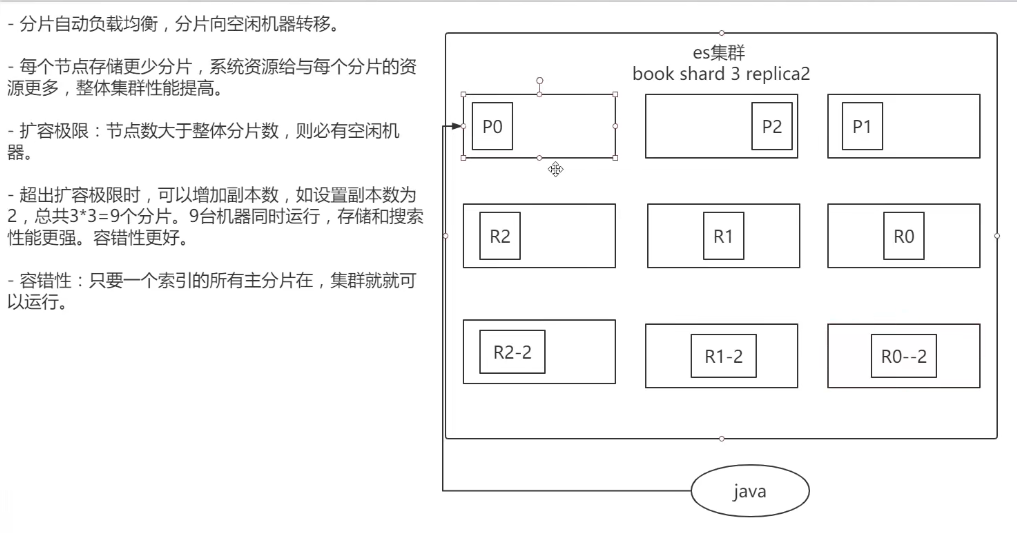 - 分片自动负载均衡，分片向空闲机器转移。
- 每个节点存储更少分片，系统资源给与每个分片的资
源更多，整体集群性能提高。
- 扩容极限：节点数大于整体分片数，则必有空闲机
器。
- 超出扩容极限时，可以增加副本数，如设置副本数为
2，总共3*3=9个分片。9台机器同时运行，存储和搜索
性能更强。容错性更好。
- 容错性：只要一个索引的所有主分片在，集群就就可
以运行。
es集群
book shard 3 replica2
P0
P2
P1
R2
R1
R0
R2-2
R1-2
R0--2
java